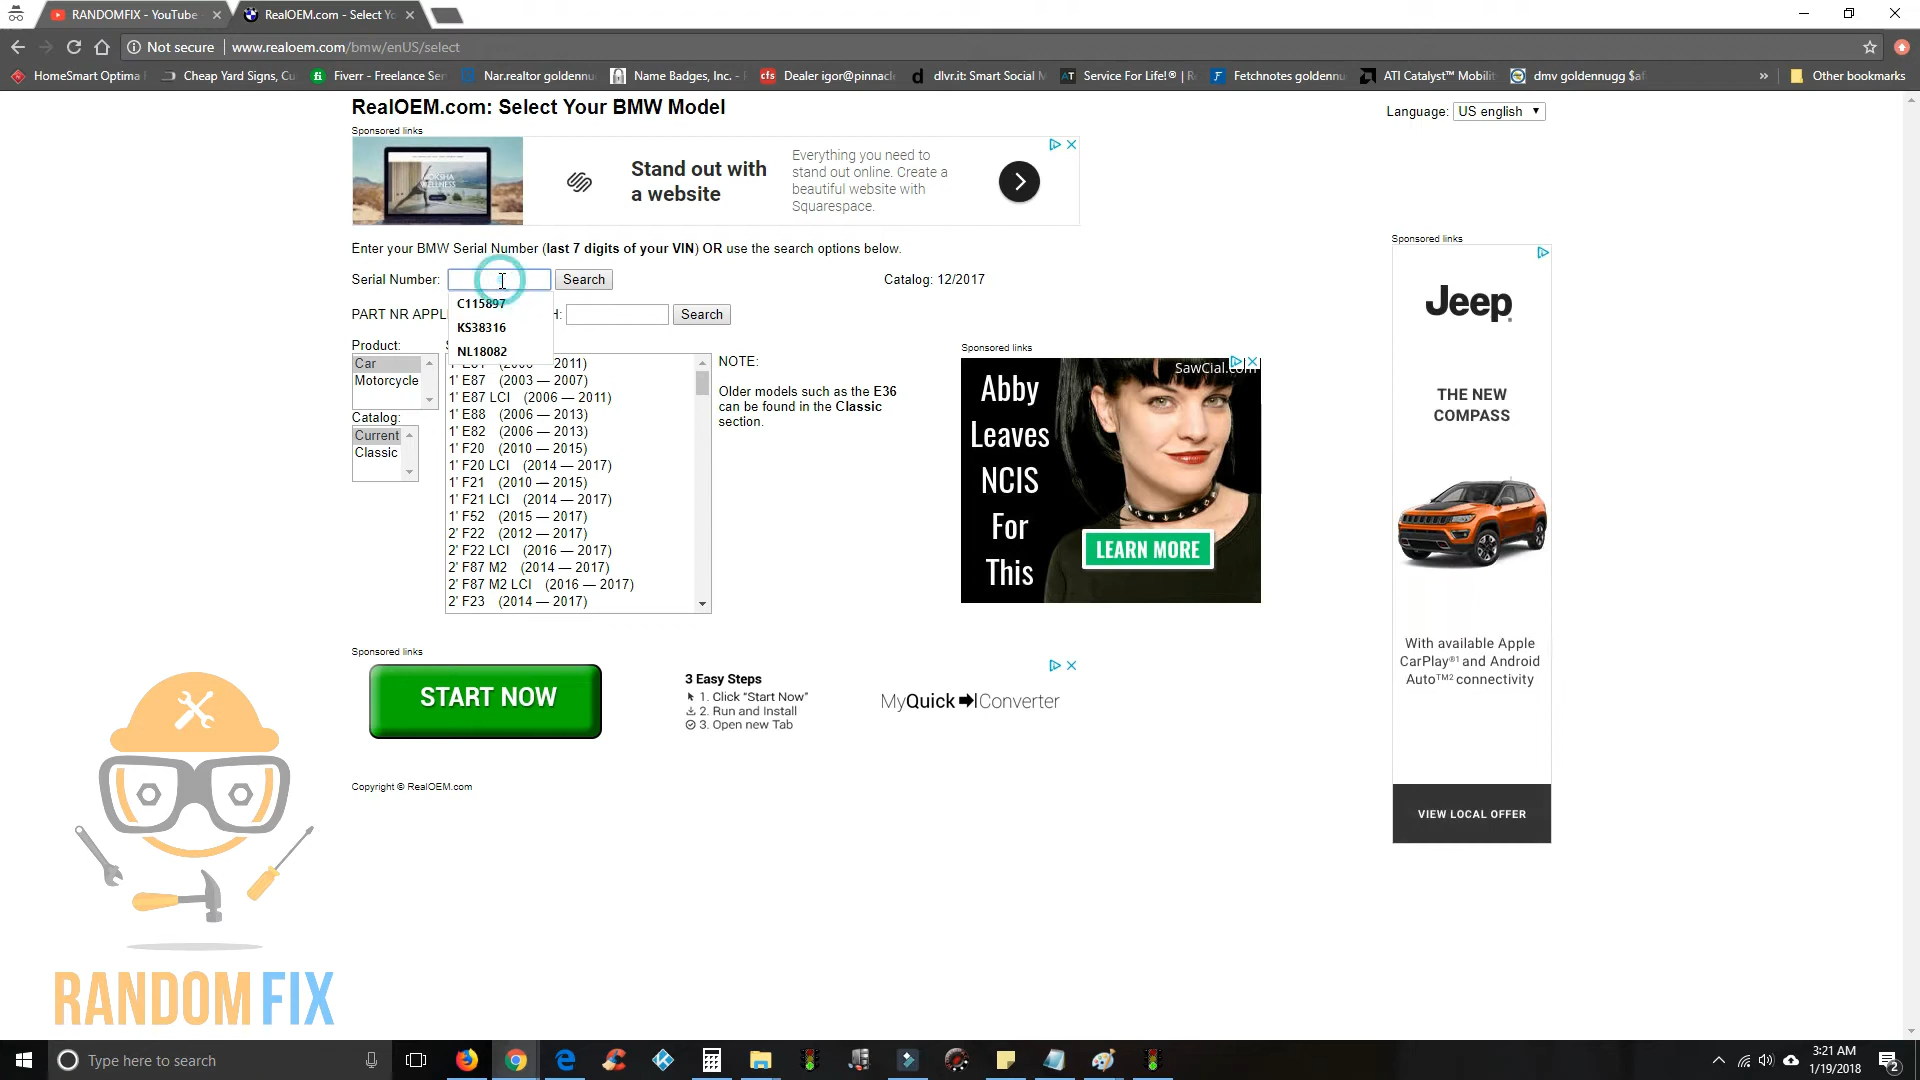 RANDOMFIX - YouTube
RealOEM.com - Select Yo
Not secure
www.realoem.com/bmw/enUS/select
HomeSmart Optima
Cheap Yard Signs, Cu
fi
Fiverr - Freelance Ser
Nar.realtor goldennu
Name Badges, Inc. -
cfs
Dealer igor@pinnacle
d
dlvr.it: Smart Social M
AT
Service For Life!® | R
F
Fetchnotes goldennu
ATI Catalyst™ Mobilit
dmv goldennugg $af
»
Other bookmarks
RealOEM.com: Select Your BMW Model
Language:
US english
Sponsored links
MOKSHA
WELLNESS
Stand out with
a website
Everything you need to
stand out online. Create a
beautiful website with
Squarespace.
Sponsored links
Enter your BMW Serial Number (last 7 digits of your VIN) OR use the search options below.
Serial Number:
Search
Catalog: 12/2017
C115897
KS38316
NL18082
PART NR APPL
H:
Search
Product:
Car
Motorcycle
Catalog:
Current
Classic
2011)
1' E87 (2003 — 2007)
1' E87 LCI (2006 — 2011)
1' E88 (2006 — 2013)
1' E82 (2006 — 2013)
1' F20 (2010 — 2015)
1' F20 LCI (2014 — 2017)
1' F21 (2010 — 2015)
1' F21 LCI (2014 — 2017)
1' F52 (2015 — 2017)
2' F22 (2012 — 2017)
2' F22 LCI (2016 — 2017)
2' F87 M2 (2014 — 2017)
2' F87 M2 LCI (2016 — 2017)
2' F23 (2014 — 2017)
NOTE:
Older models such as the E36
can be found in the Classic
section.
Sponsored links
SawCial.com
Abby
Leaves
NCIS
For
This
LEARN MORE
Jeep
THE NEW
COMPASS
With available Apple
CarPlay®¹ and Android
Auto™² connectivity
VIEW LOCAL OFFER
Sponsored links
START NOW
3 Easy Steps
1. Click "Start Now"
2. Run and Install
3. Open new Tab
MyQuick Converter
Copyright © RealOEM.com
RANDOMFIX
Type here to search
3:21 AM
1/19/2018
2